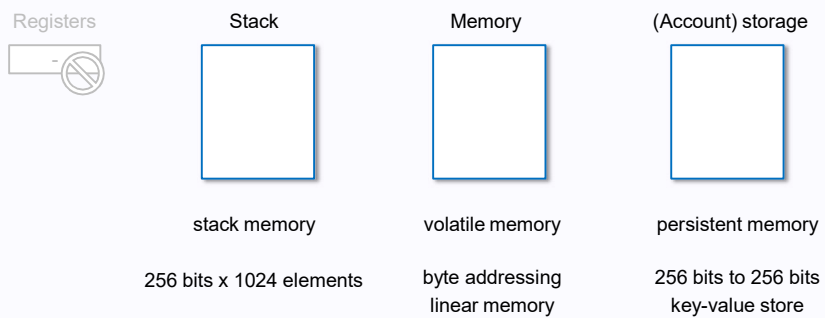 Registers
Stack
Memory
(Account) storage
-
stack memory
volatile memory
persistent memory
256 bits x 1024 elements
byte addressing
linear memory
256 bits to 256 bits
key-value store